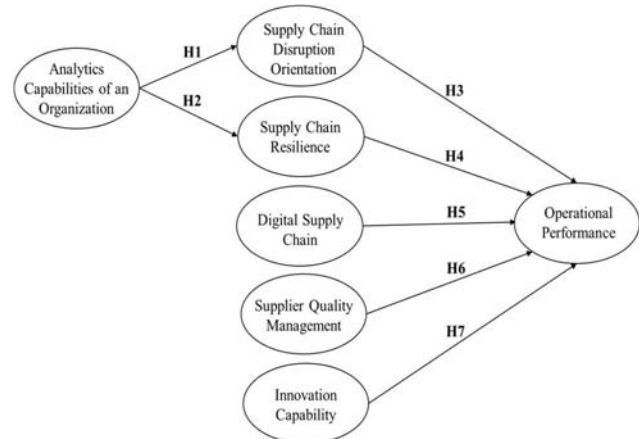 Analytics
Capabilities of an
Organization
H1
H2
Supply Chain
Disruption
Orientation
Supply Chain
Resilience
Digital Supply
Chain
Supplier Quality
Management
Innovation
Capability
H3
H4
H5
H6
H7
Operational
Performance